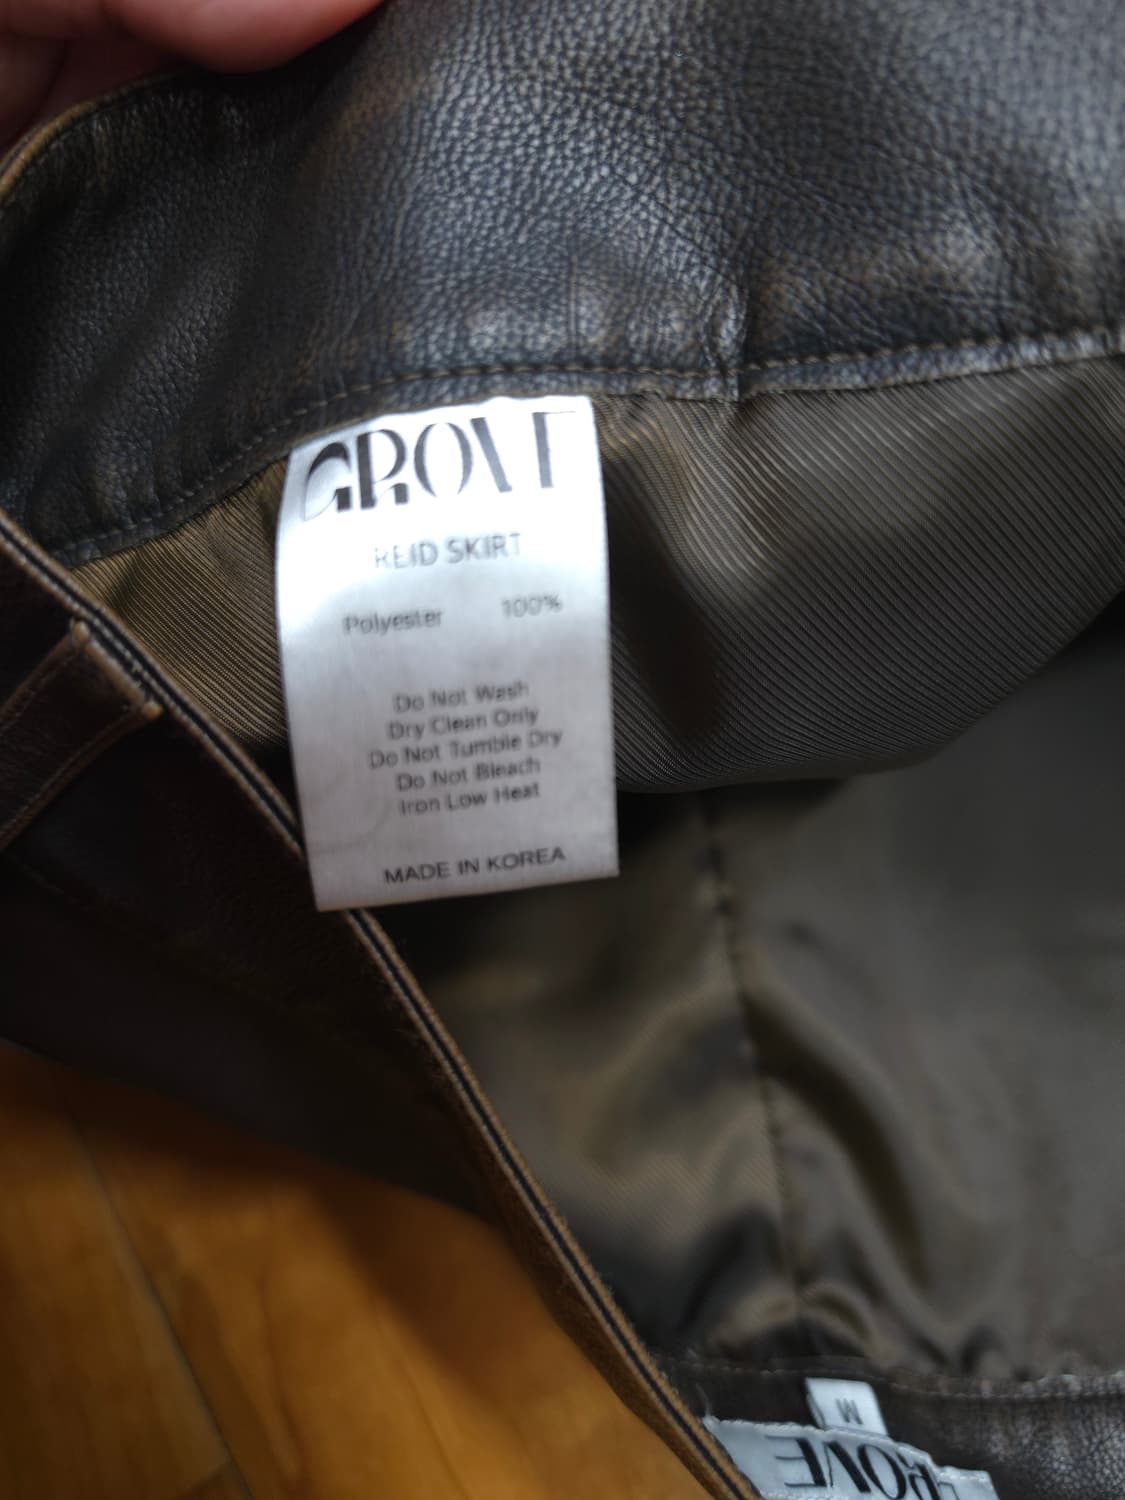 GROVE
REID SKIRT
Polyester 100%
Do Not Wash
Dry Clean Only
Do Not Tumble Dry
Do Not Bleach
Iron Low Heat
MADE IN KOREA
M
GROVE